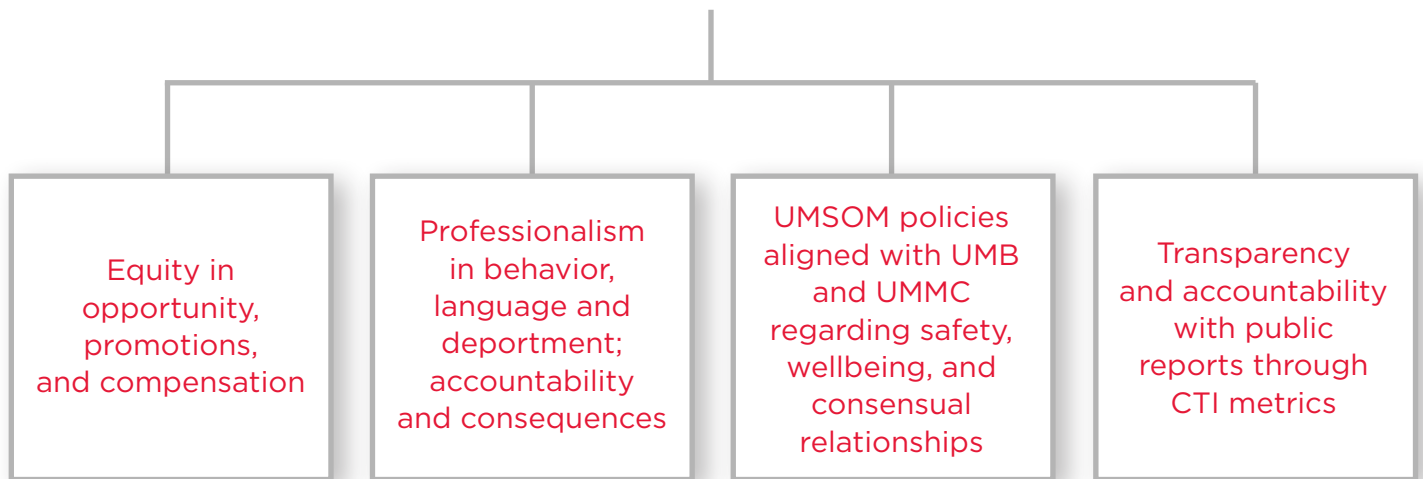 Equity in
opportunity,
promotions,
and compensation
Professionalism
in behavior,
language and
deportment;
accountability
and consequences
UMSOM policies
aligned with UMB
and UMMC
regarding safety,
wellbeing, and
consensual
relationships
Transparency
and accountability
with public
reports through
CTI metrics